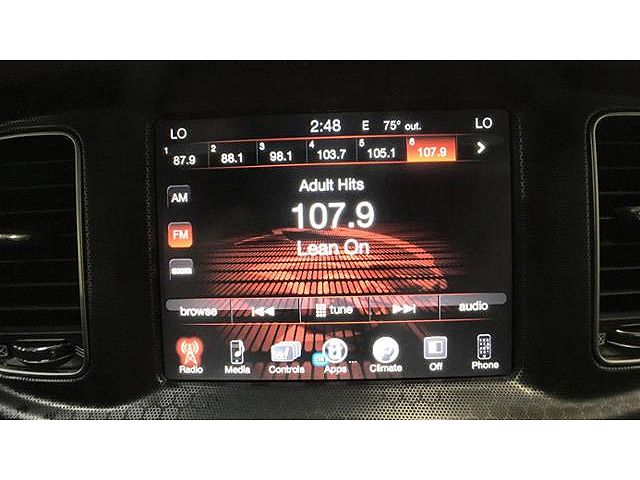 LO 2:48 E 75° out. LO
1 87.9 2 88.1 3 98.1 4 103.7 5 105.1 6 107.9
Adult Hits
AM
107.9
FM
Lean On
browse tune audio
Radio Media Controls Apps Climate Off Phone